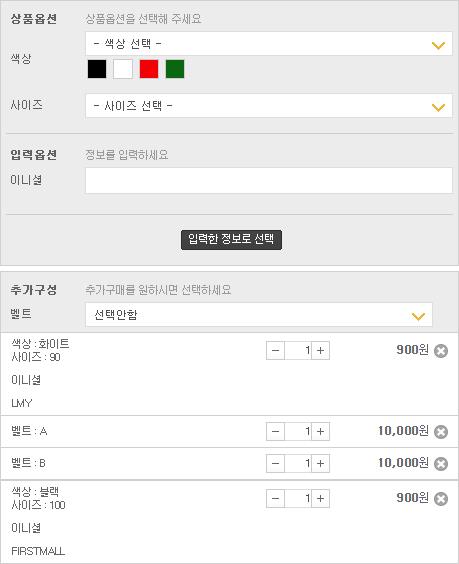 상품옵션 상품옵션을 선택해 주세요
색상 - 색상 선택 -
사이즈 - 사이즈 선택 -
입력옵션 정보를 입력하세요
이니셜
입력한 정보로 선택
추가구성 추가구매를 원하시면 선택하세요
벨트 선택안함
색상 : 화이트
사이즈 : 90
- 1 + 900원
이니셜
LMY
벨트 : A - 1 + 10,000원
벨트 : B - 1 + 10,000원
색상 : 블랙
사이즈 : 100
- 1 + 900원
이니셜
FIRSTMALL